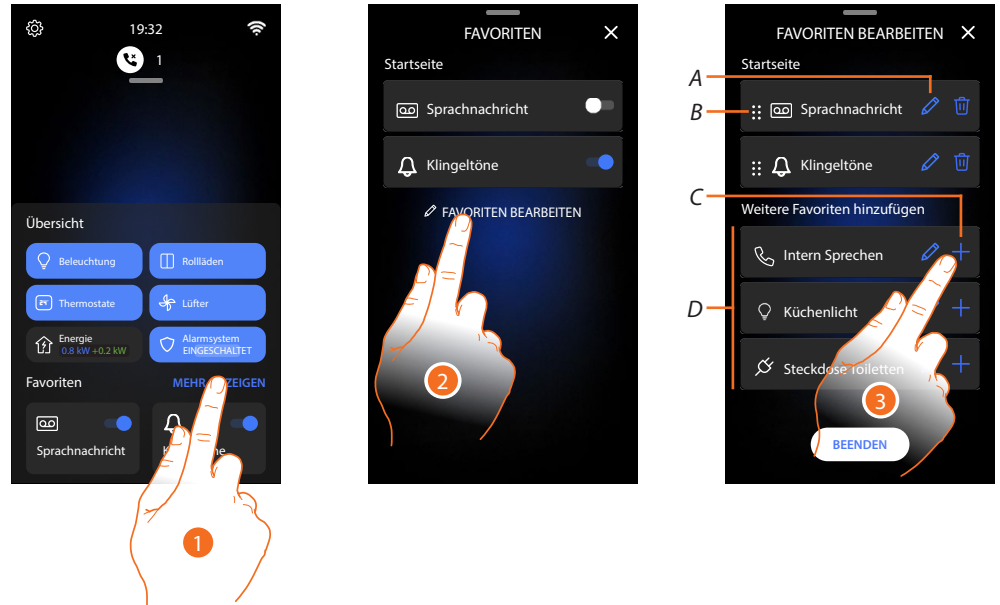 19:32
1
Übersicht
Beleuchtung
Rollläden
Thermostate
Lüfter
Energie
0.8 kW +0.2 kW
Alarmsystem
EINGESCHALTET
Favoriten
Sprachnachricht
1
FAVORITEN
Startseite
Sprachnachricht
Klingeltöne
FAVORITEN BEARBEITEN
2
FAVORITEN BEARBEITEN
Startseite
A
B
Sprachnachricht
Klingeltöne
C
Weitere Favoriten hinzufügen
D
Intern Sprechen
Küchenlicht
Steckdose Toiletten
3
BEENDEN